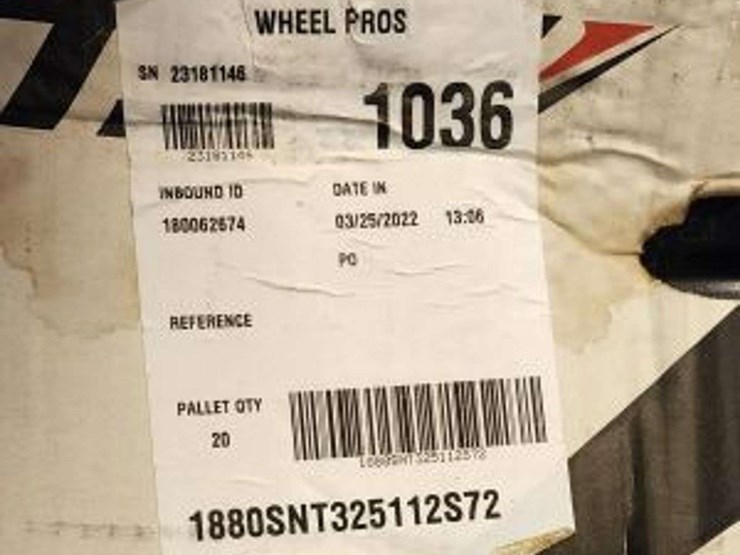 WHEEL PROS
SN 23181146
1036
23181146
INBOUND ID DATE IN
180062674 03/25/2022 13:06
PO
REFERENCE
PALLET QTY
20
1880SNT325112S72